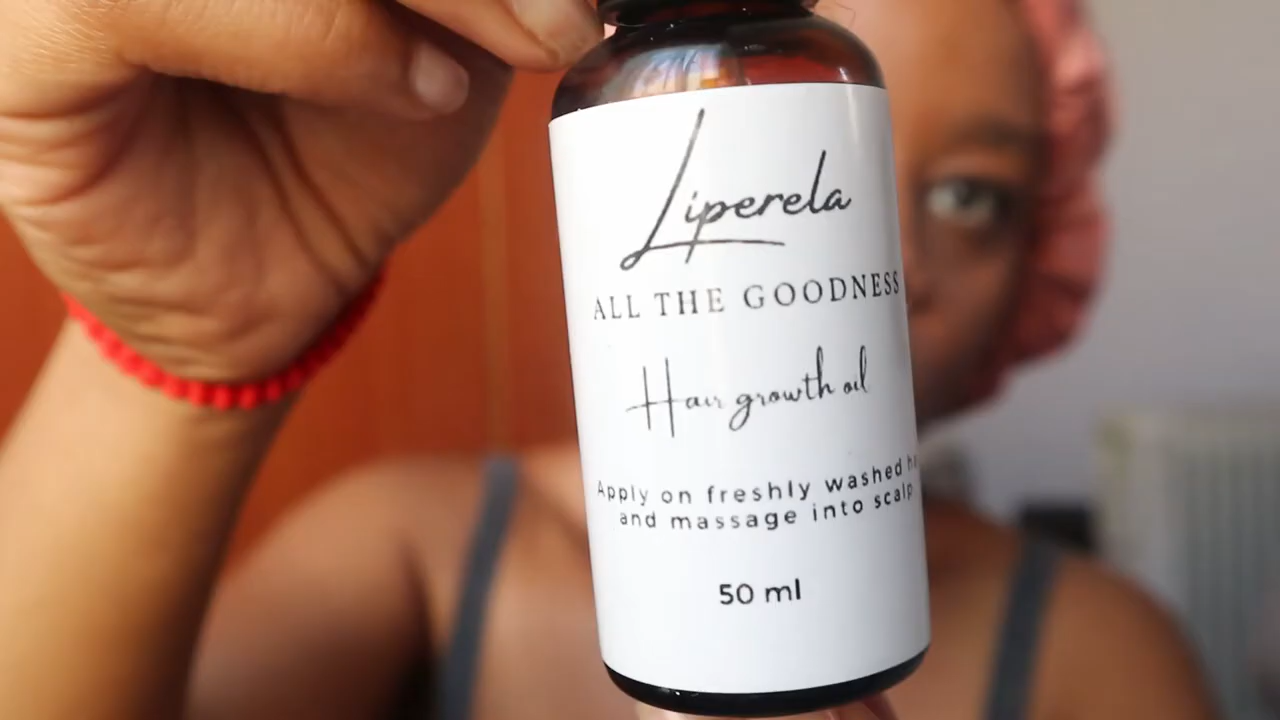 Liperela
ALL THE GOODNESS
Hair growth oil
Apply on freshly washed
and massage into scalp
50 ml